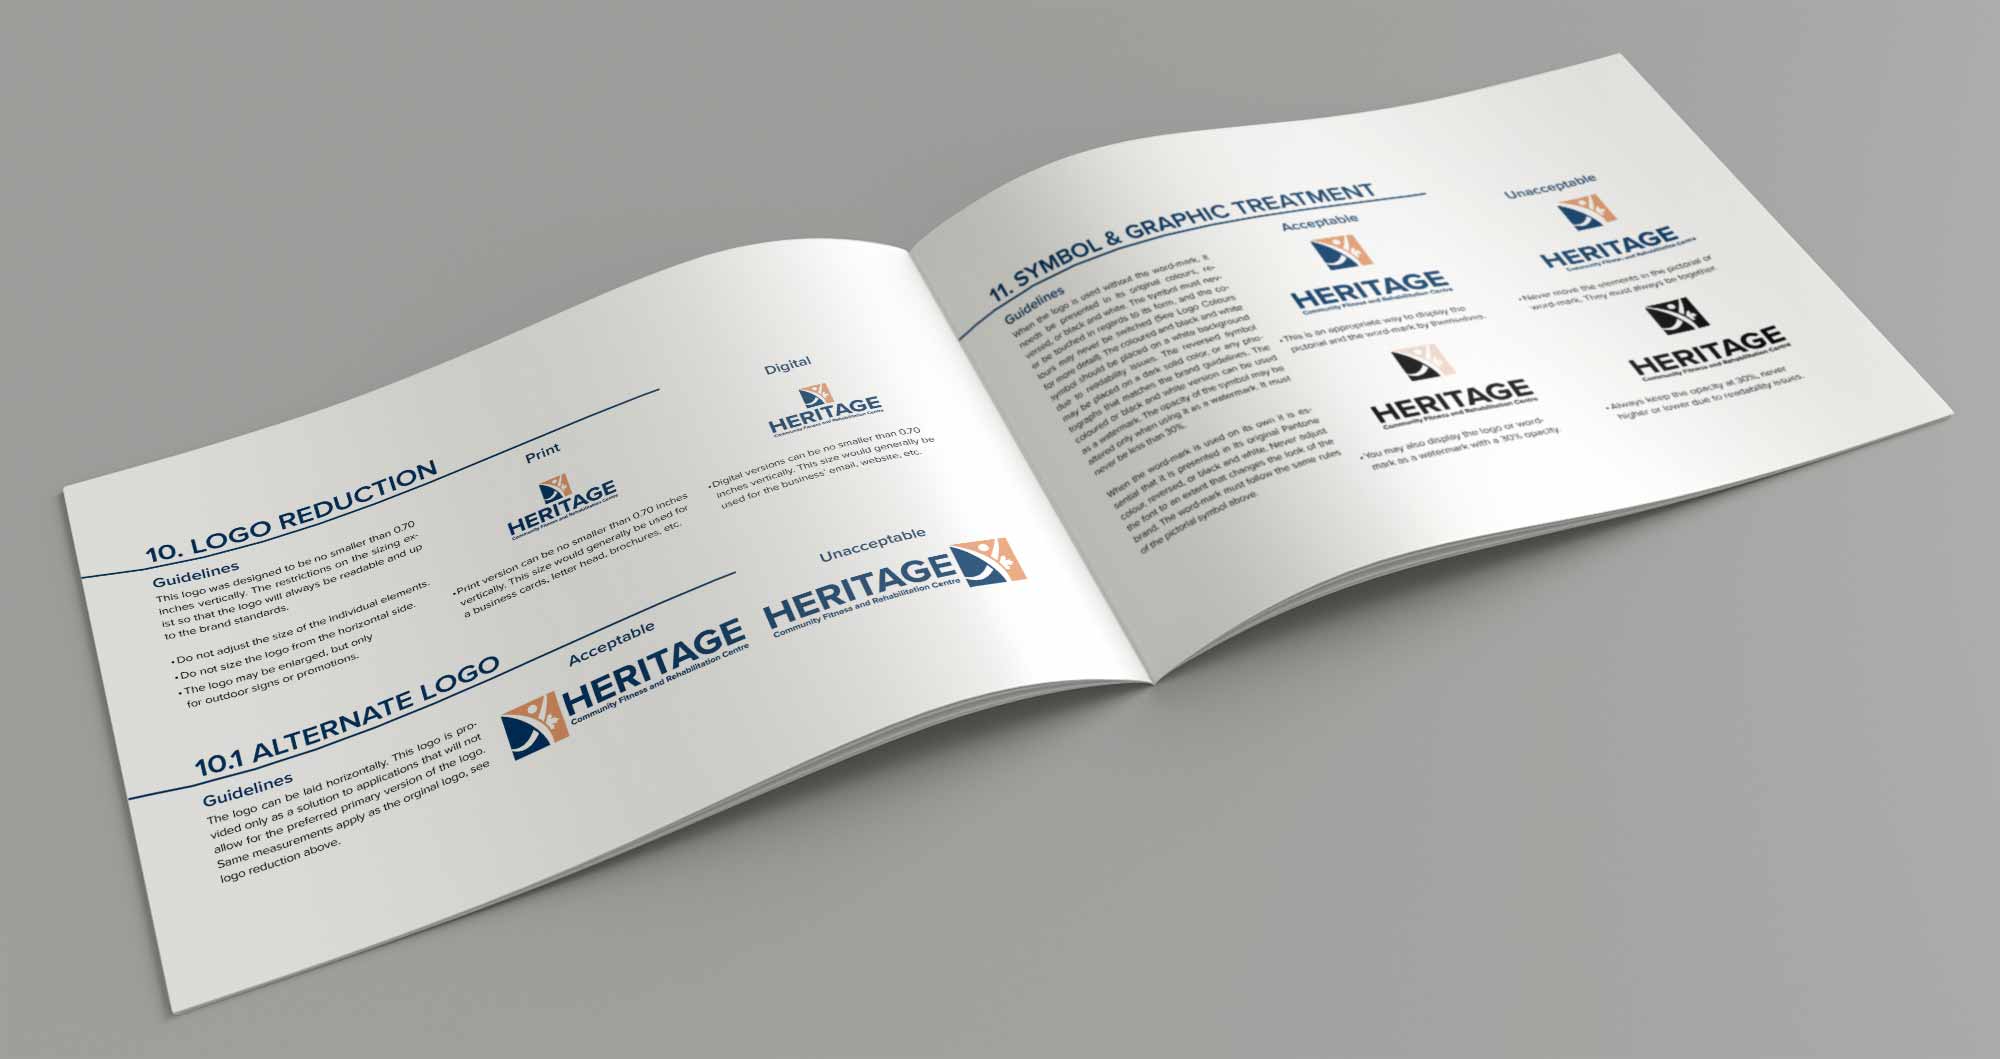 10. LOGO REDUCTION
Guidelines
This logo was designed to be no smaller than 0.70
inches vertically. The restrictions on the sizing ex-
ist so that the logo will always be readable and up
to the brand standards.
•Do not adjust the size of the individual elements.
•Do not size the logo from the horizontal side.
•The logo may be enlarged, but only
for outdoor signs or promotions.
Print
HERITAGE
Community Fitness and Rehabilitation Centre
•Print version can be no smaller than 0.70 inches
vertically. This size would generally be used for
a business cards, letter head, brochures, etc.
Digital
HERITAGE
Community Fitness and Rehabilitation Centre
•Digital versions can be no smaller than 0.70
inches vertically. This size would generally be
used for the business' email, website, etc.
10.1 ALTERNATE LOGO
Guidelines
The logo can be laid horizontally. This logo is pro-
vided only as a solution to applications that will not
allow for the preferred primary version of the logo.
Same measurements apply as the orginal logo, see
logo reduction above.
Acceptable
HERITAGE
Community Fitness and Rehabilitation Centre
Unacceptable
HERITAGE
Community Fitness and Rehabilitation Centre
11. SYMBOL & GRAPHIC TREATMENT
Guidelines
When the logo is used without the word-mark, it
needs be presented in its original colours, re-
versed, or black and white. The symbol must nev-
er be touched in regards to its form, and the co-
lours may never be switched (See Logo Colours
for more detail). The coloured and black and white
symbol should be placed on a white background
due to readability issues. The reversed symbol
may be placed on a dark solid color, or any pho-
tographs that matches the brand guidelines. The
coloured or black and white version can be used
as a watermark. The opacity of the symbol may be
altered only when using it as a watermark. It must
never be less than 30%.
When the word-mark is used on its own it is es-
sential that it is presented in its original Pantone
colour, reversed, or black and white. Never adjust
the font to an extent that changes the look of the
brand. The word-mark must follow the same rules
of the pictorial symbol above.
Acceptable
HERITAGE
Community Fitness and Rehabilitation Centre
•This is an appropriate way to display the
pictorial and the word-mark by themselves.
HERITAGE
Community Fitness and Rehabilitation Centre
•You may also display the logo or word-
mark as a watermark with a 30% opacity.
Unacceptable
HERITAGE
Community Fitness and Rehabilitation Centre
•Never move the elements in the pictorial or
word-mark. They must always be together.
HERITAGE
Community Fitness and Rehabilitation Centre
•Always keep the opacity at 30%, never
higher or lower due to readability issues.